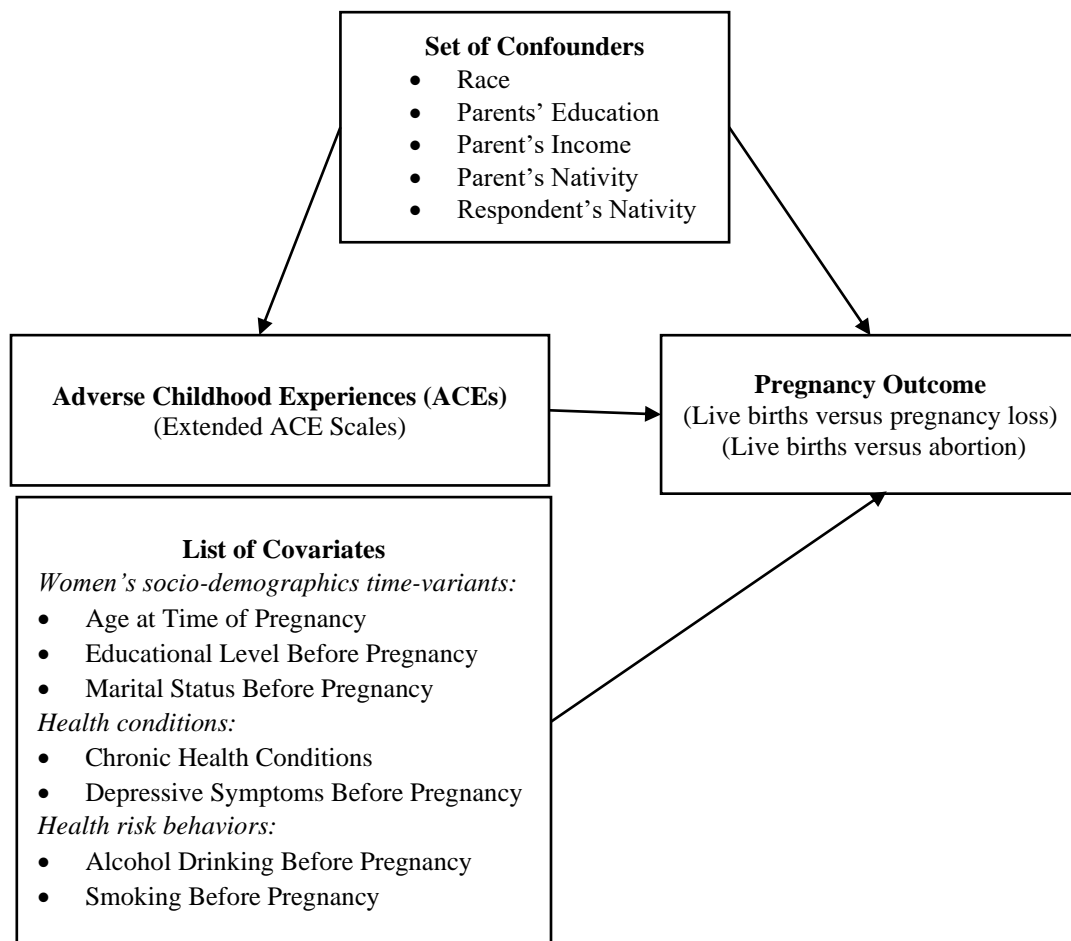 Set of Confounders
• Race
• Parents' Education
• Parent's Income
• Parent's Nativity
• Respondent's Nativity
Adverse Childhood Experiences (ACEs)
(Extended ACE Scales)
Pregnancy Outcome
(Live births versus pregnancy loss)
(Live births versus abortion)
List of Covariates
Women's socio-demographics time-variants:
• Age at Time of Pregnancy
• Educational Level Before Pregnancy
• Marital Status Before Pregnancy
Health conditions:
• Chronic Health Conditions
• Depressive Symptoms Before Pregnancy
Health risk behaviors:
• Alcohol Drinking Before Pregnancy
• Smoking Before Pregnancy